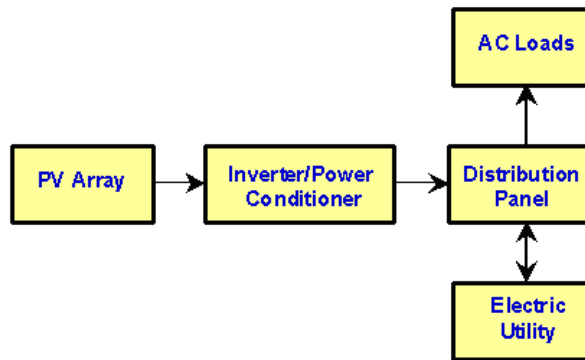 AC Loads
PV Array
Inverter/Power
Conditioner
Distribution
Panel
Electric
Utility